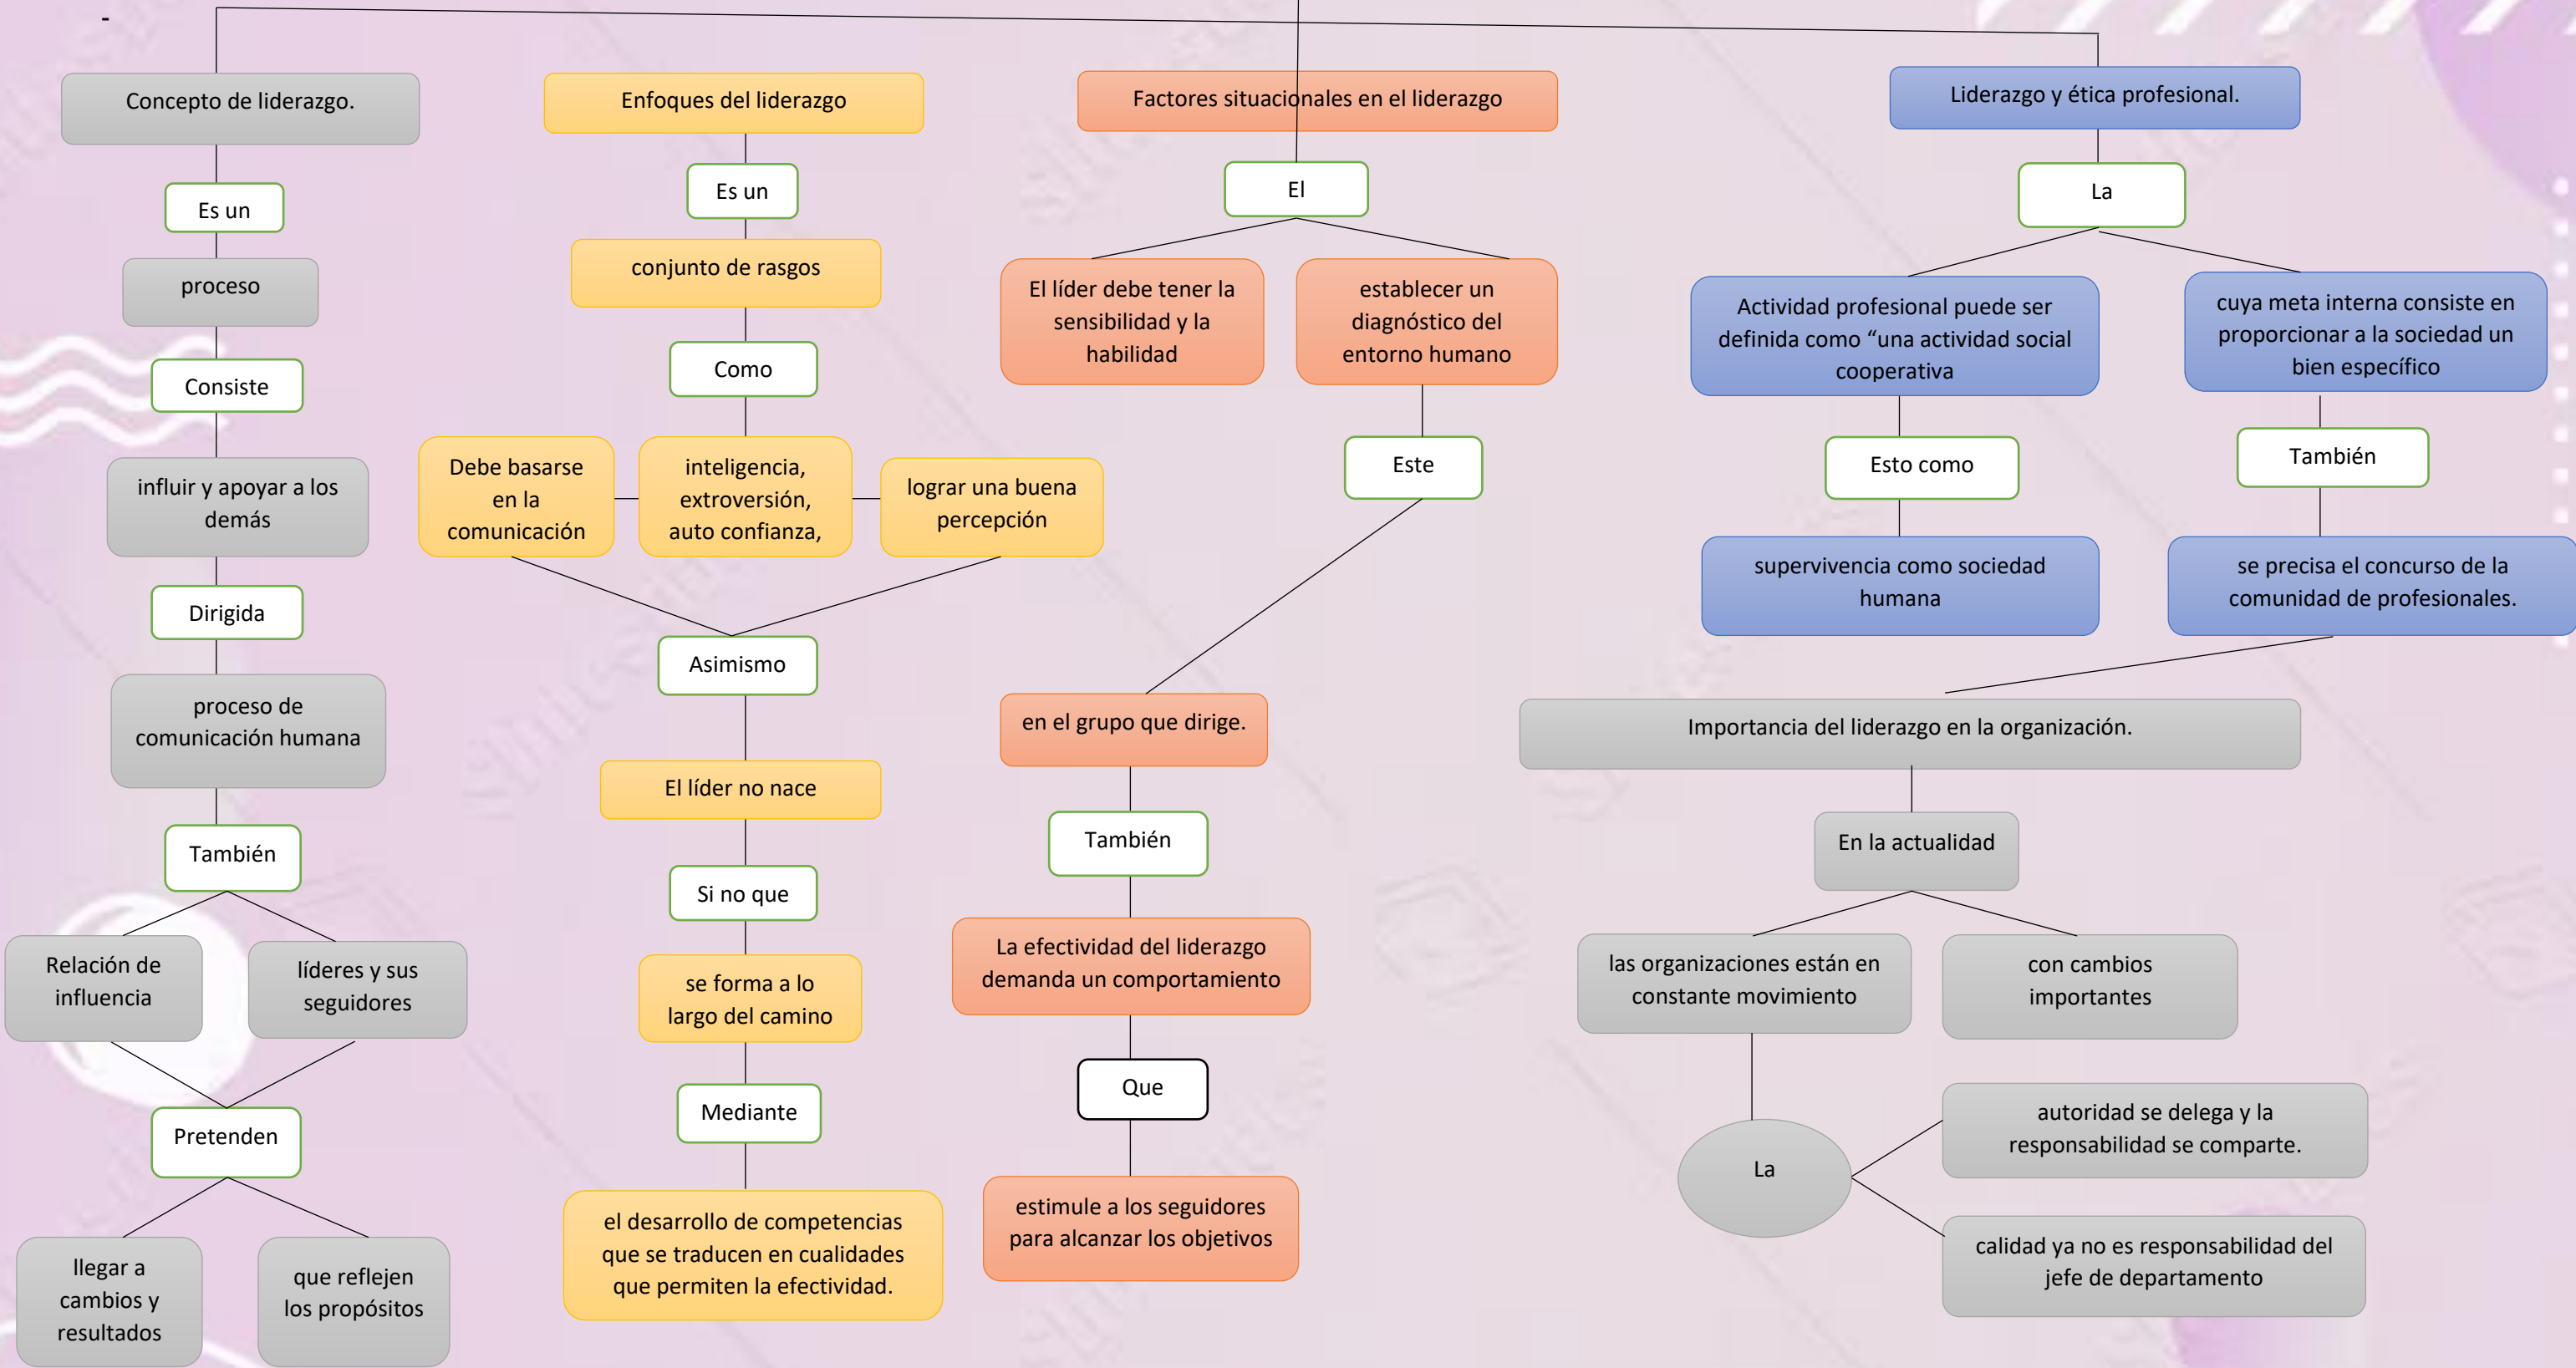 -
Concepto de liderazgo.
Es un
proceso
Consiste
influir y apoyar a los
demás
Dirigida
proceso de
comunicación humana
También
Relación de
influencia
líderes y sus
seguidores
Pretenden
llegar a
cambios y
resultados
que reflejen
los propósitos
Enfoques del liderazgo
Es un
conjunto de rasgos
Como
Debe basarse
en la
comunicación
inteligencia,
extroversión,
auto confianza,
lograr una buena
percepción
Asimismo
El líder no nace
Si no que
se forma a lo
largo del camino
Mediante
el desarrollo de competencias
que se traducen en cualidades
que permiten la efectividad.
Factores situacionales en el liderazgo
El
El líder debe tener la
sensibilidad y la
habilidad
establecer un
diagnóstico del
entorno humano
Este
en el grupo que dirige.
También
La efectividad del liderazgo
demanda un comportamiento
Que
estimule a los seguidores
para alcanzar los objetivos
Liderazgo y ética profesional.
La
Actividad profesional puede ser
definida como “una actividad social
cooperativa
cuya meta interna consiste en
proporcionar a la sociedad un
bien específico
Esto como
También
supervivencia como sociedad
humana
se precisa el concurso de la
comunidad de profesionales.
Importancia del liderazgo en la organización.
En la actualidad
las organizaciones están en
constante movimiento
con cambios
importantes
La
autoridad se delega y la
responsabilidad se comparte.
calidad ya no es responsabilidad del
jefe de departamento